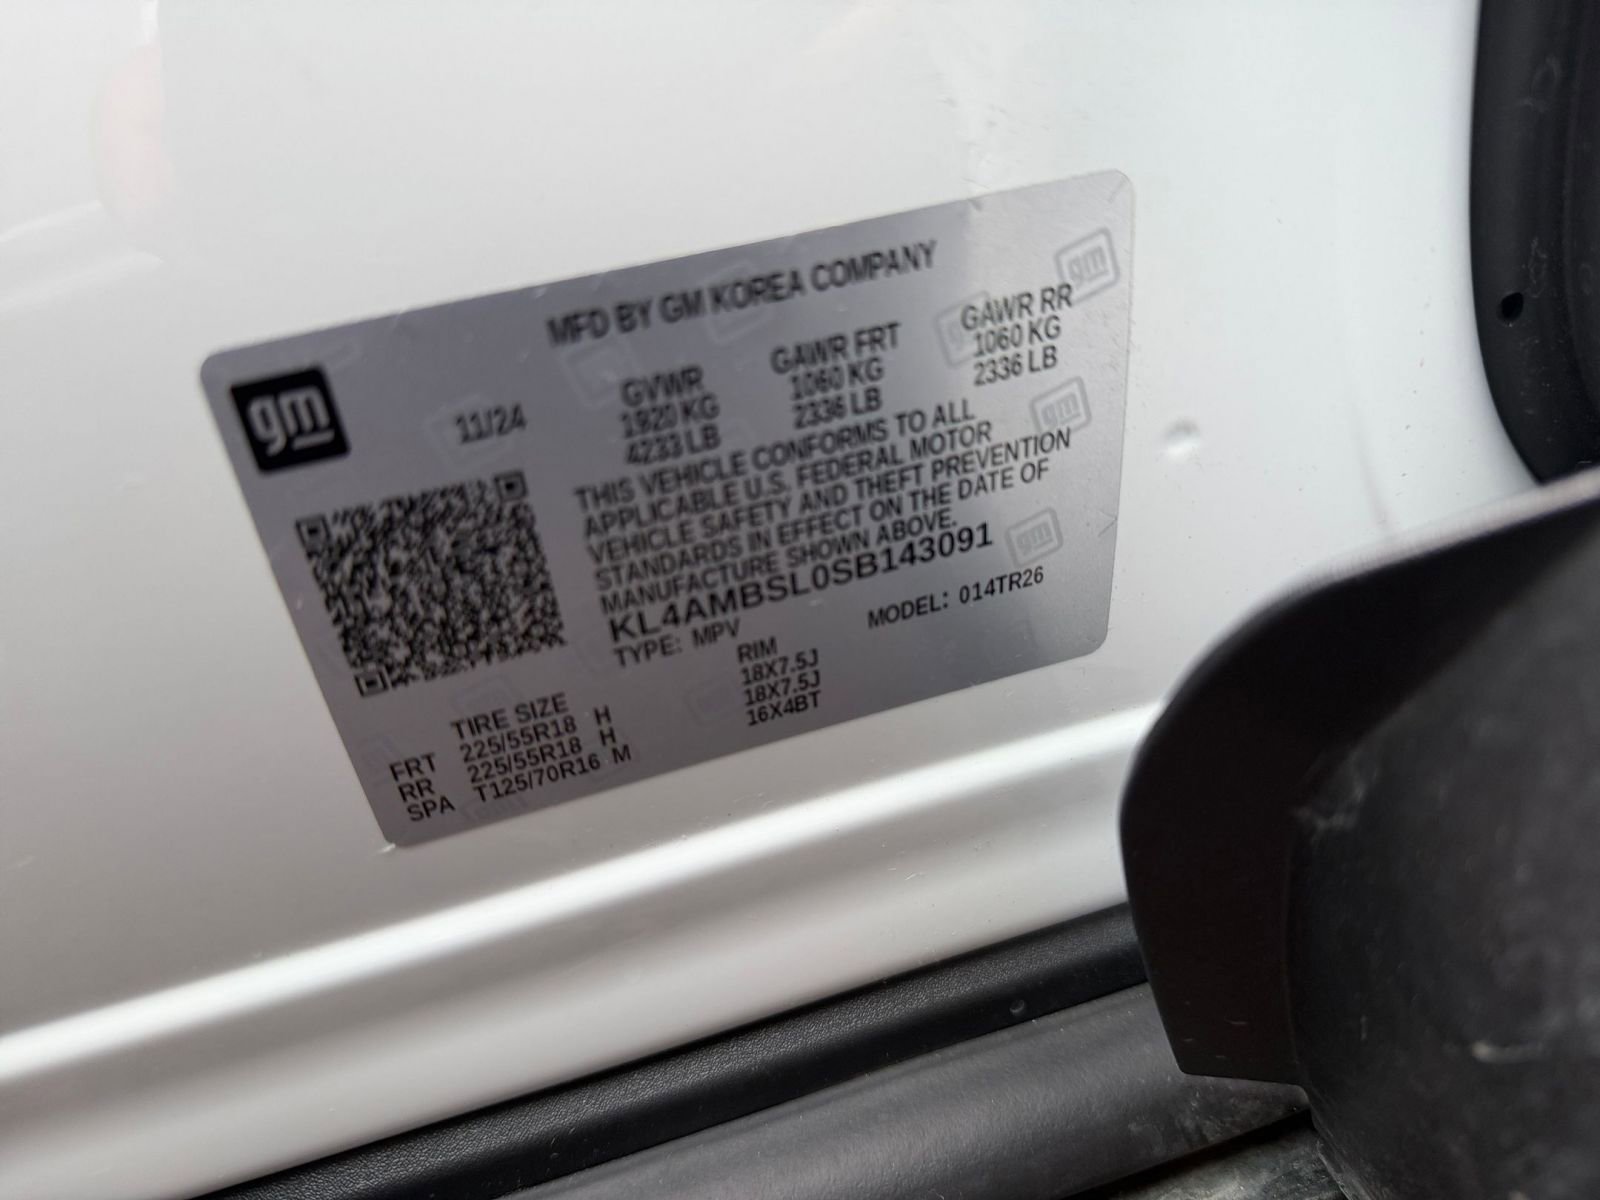 MFD BY GM KOREA COMPANY
gm
11/24
GVWR
1920 KG
4233 LB
GAWR FRT
1060 KG
2336 LB
GAWR RR
1060 KG
2336 LB
THIS VEHICLE CONFORMS TO ALL
APPLICABLE U.S. FEDERAL MOTOR
VEHICLE SAFETY AND THEFT PREVENTION
STANDARDS IN EFFECT ON THE DATE OF
MANUFACTURE SHOWN ABOVE.
KL4AMBSL0SB143091
TYPE: MPV MODEL: 014TR26
TIRE SIZE RIM
FRT 225/55R18 H 18X7.5J
RR 225/55R18 H 18X7.5J
SPA T125/70R16 M 16X4BT
gm
gm
gm